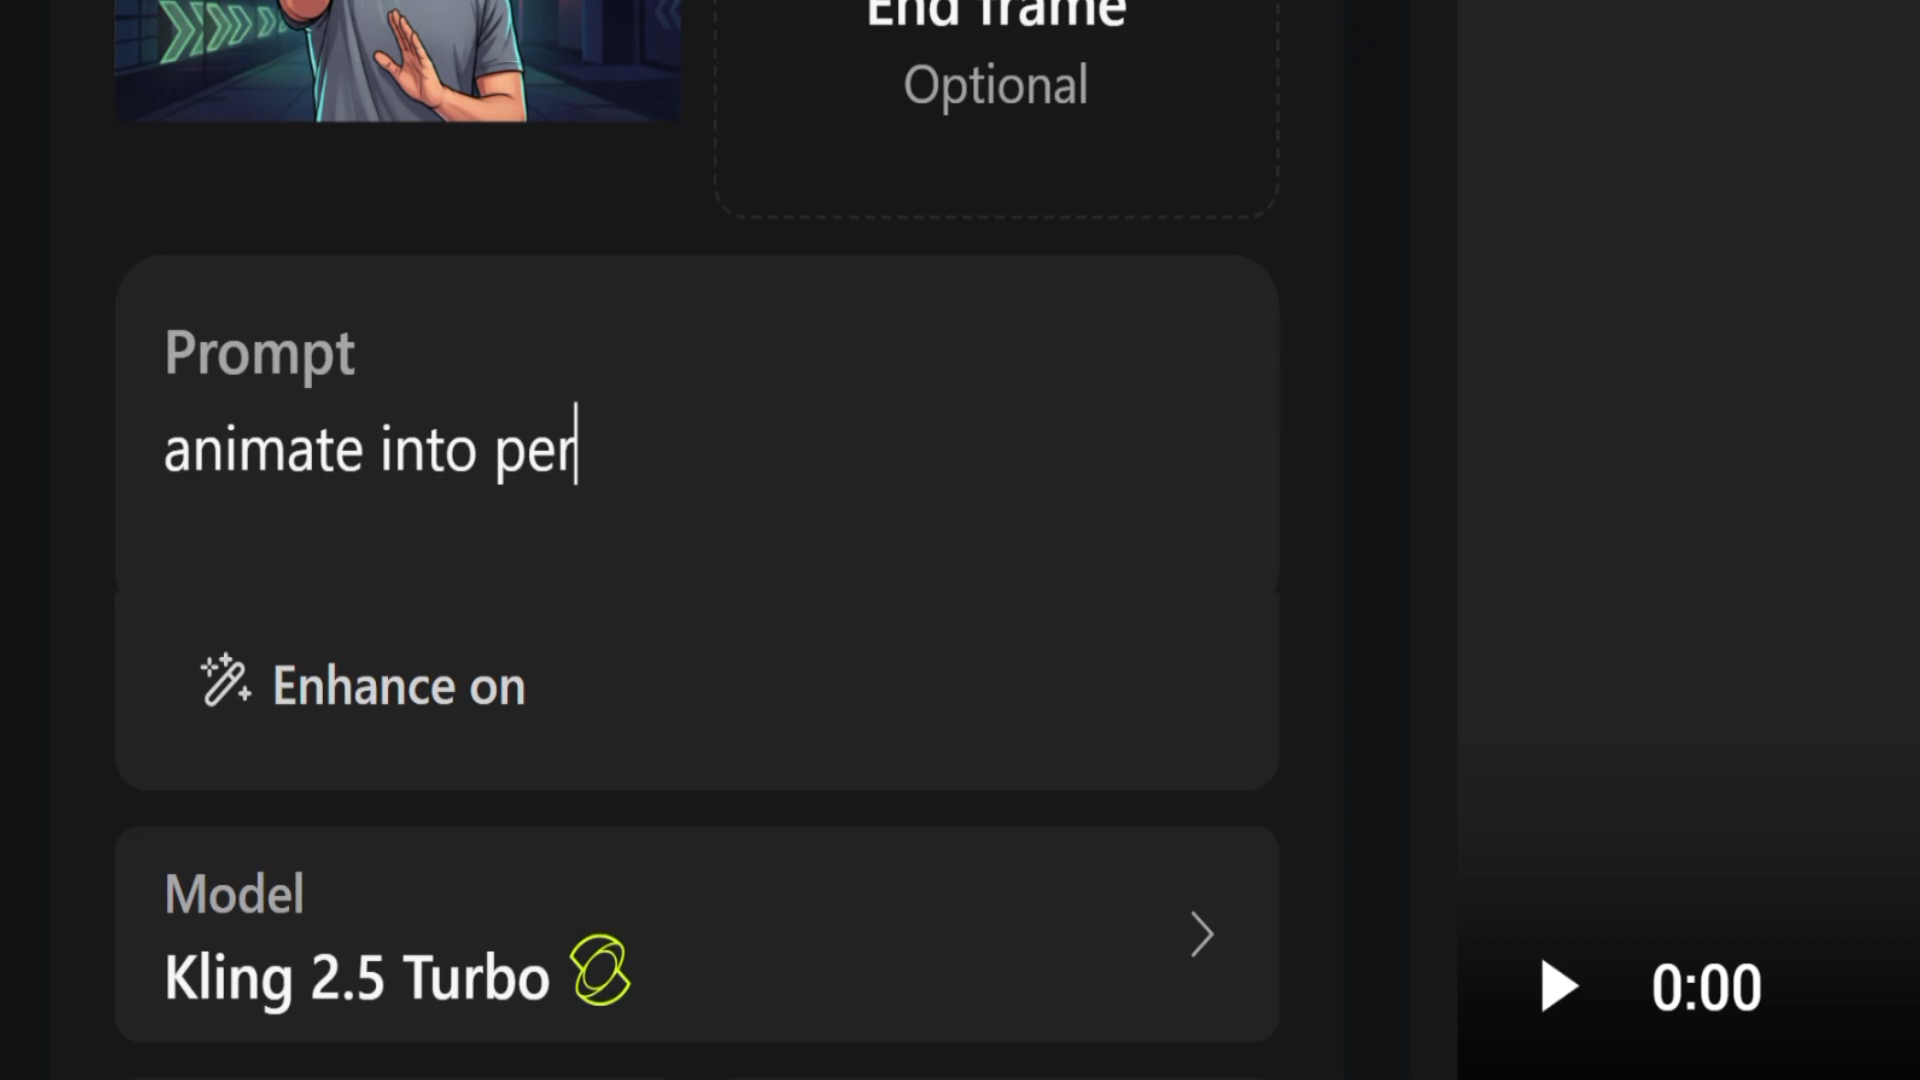 End frame
Optional
Prompt
animate into per
Enhance on
Model
Kling 2.5 Turbo
0:00